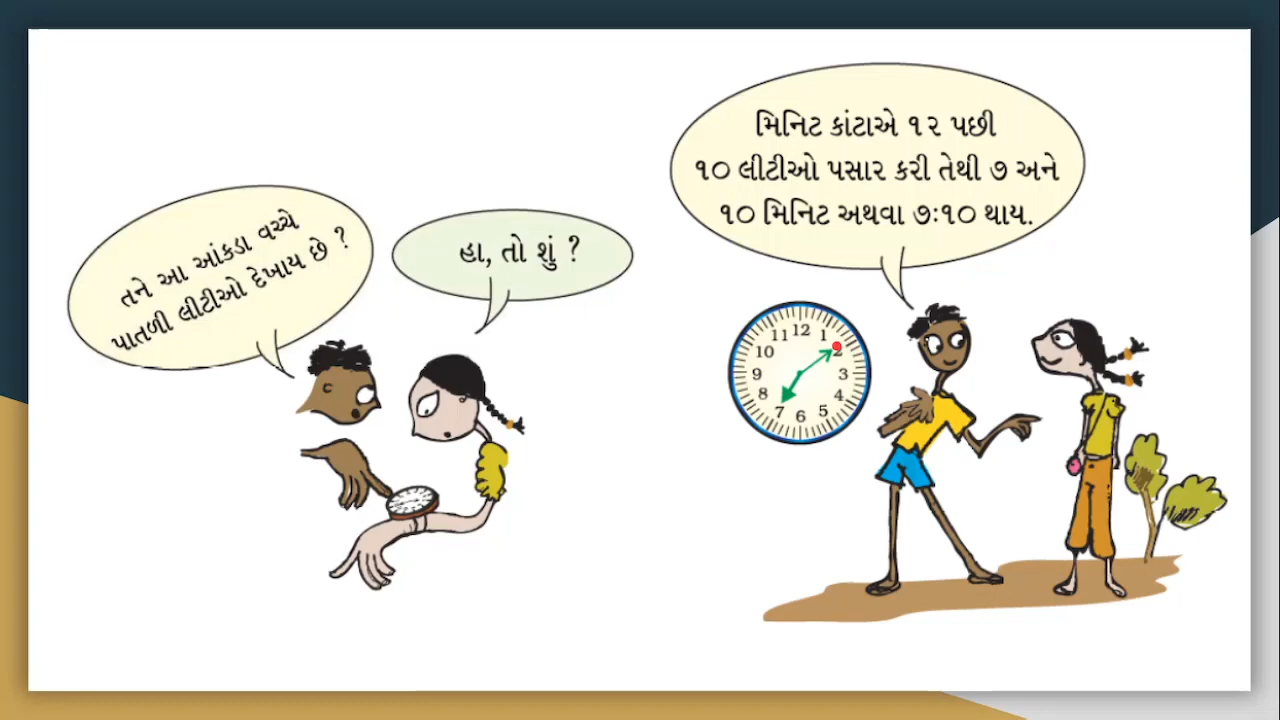 તને આ આંકડા વચ્ચે
પાતળી લીટીઓ દેખાય છે ?
હા, તો શું ?
મિનિટ કાંટાએ ૧૨ પછી
૧૦ લીટીઓ પસાર કરી તેથી ૭ અને
૧૦ મિનિટ અથવા ૭:૧૦ થાય.
12
1
2
3
4
5
6
7
8
9
10
11